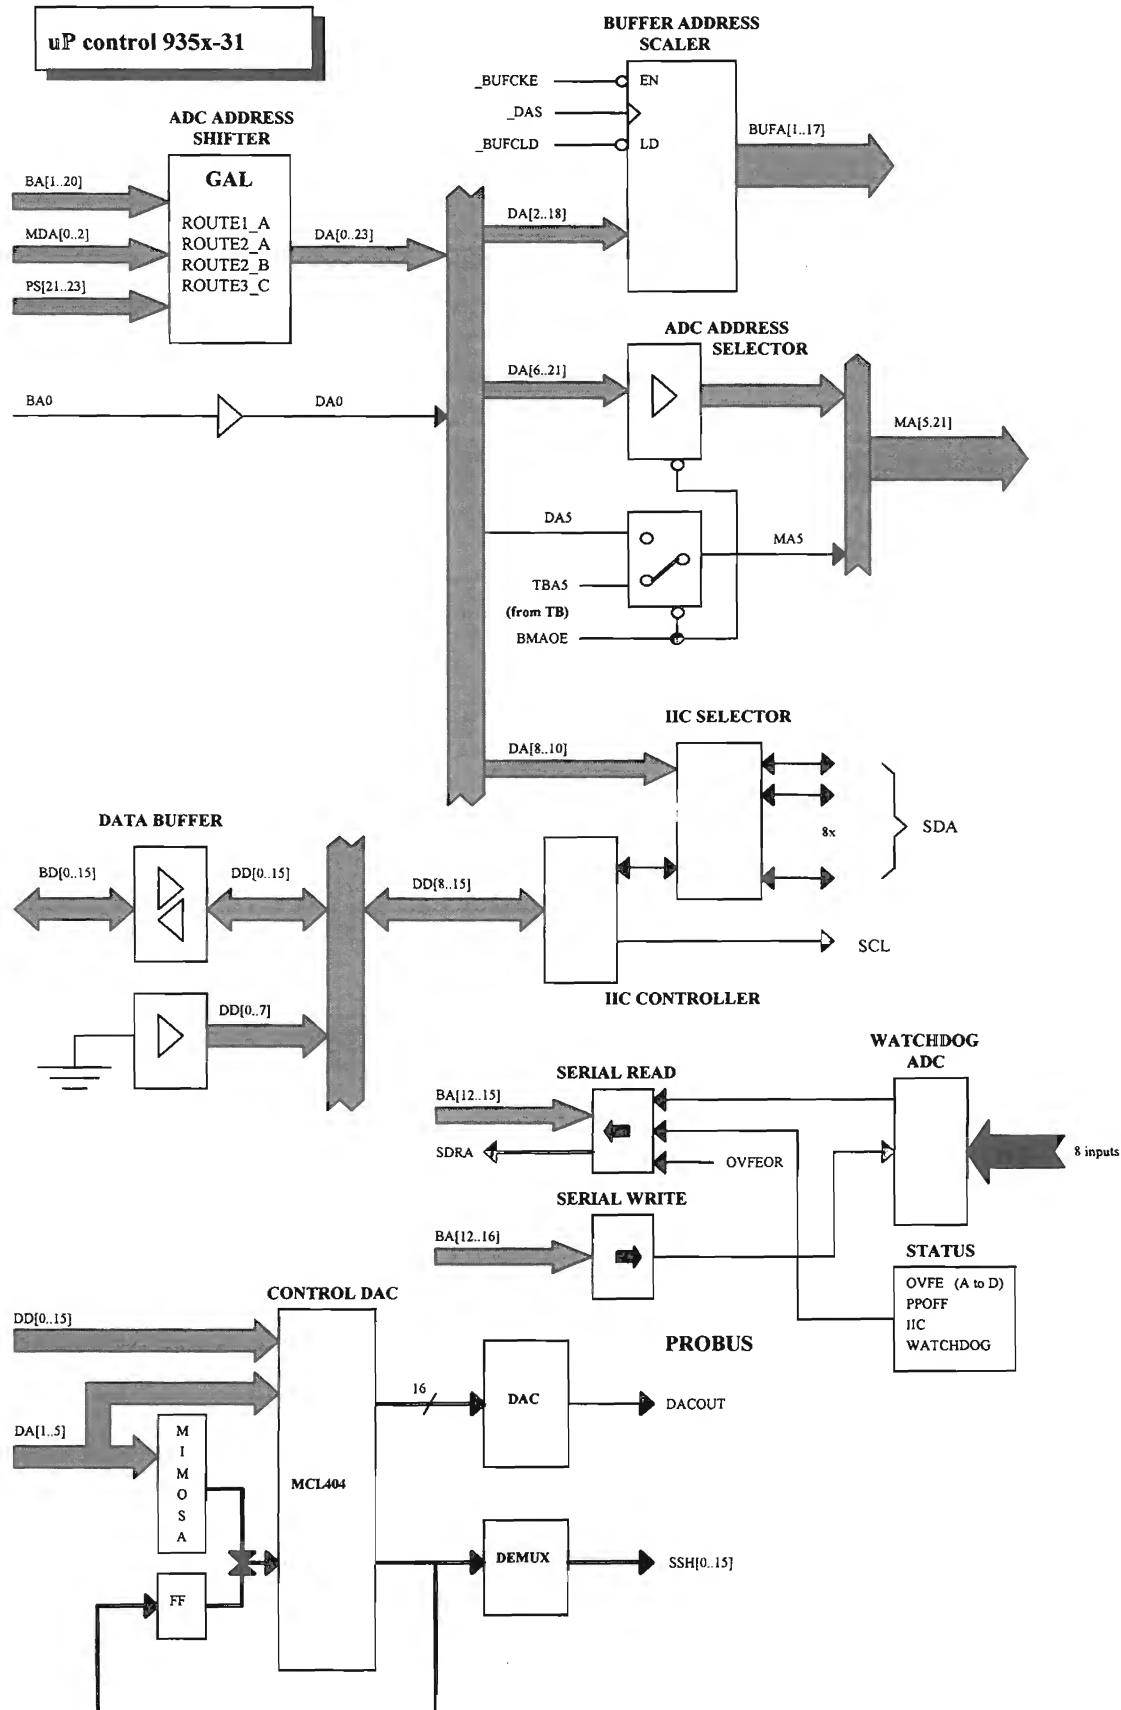 uP control 935x-31
BUFFER ADDRESS
SCALER
_BUFCKE
EN
_DAS
_BUFCLD
LD
BUFA[1..17]
ADC ADDRESS
SHIFTER
GAL
BA[1..20]
ROUTE1_A
MDA[0..2]
ROUTE2_A
DA[0..23]
DA[2..18]
ROUTE2_B
PS[21..23]
ROUTE3_C
ADC ADDRESS
SELECTOR
DA[6..21]
BA0
DA0
MA[5.21]
DA5
MA5
TBA5
(from TB)
BMAOE
IIC SELECTOR
DA[8..10]
8x
SDA
DATA BUFFER
BD[0..15]
DD[0..15]
DD[8..15]
SCL
IIC CONTROLLER
DD[0..7]
WATCHDOG
ADC
SERIAL READ
BA[12..15]
SDRA
OVFEOR
8 inputs
SERIAL WRITE
BA[12..16]
STATUS
OVFE (A to D)
PPOFF
IIC
WATCHDOG
CONTROL DAC
DD[0..15]
PROBUS
16
DAC
DACOUT
DA[1..5]
M
I
M
O
S
A
MCL404
DEMUX
SSH[0..15]
FF